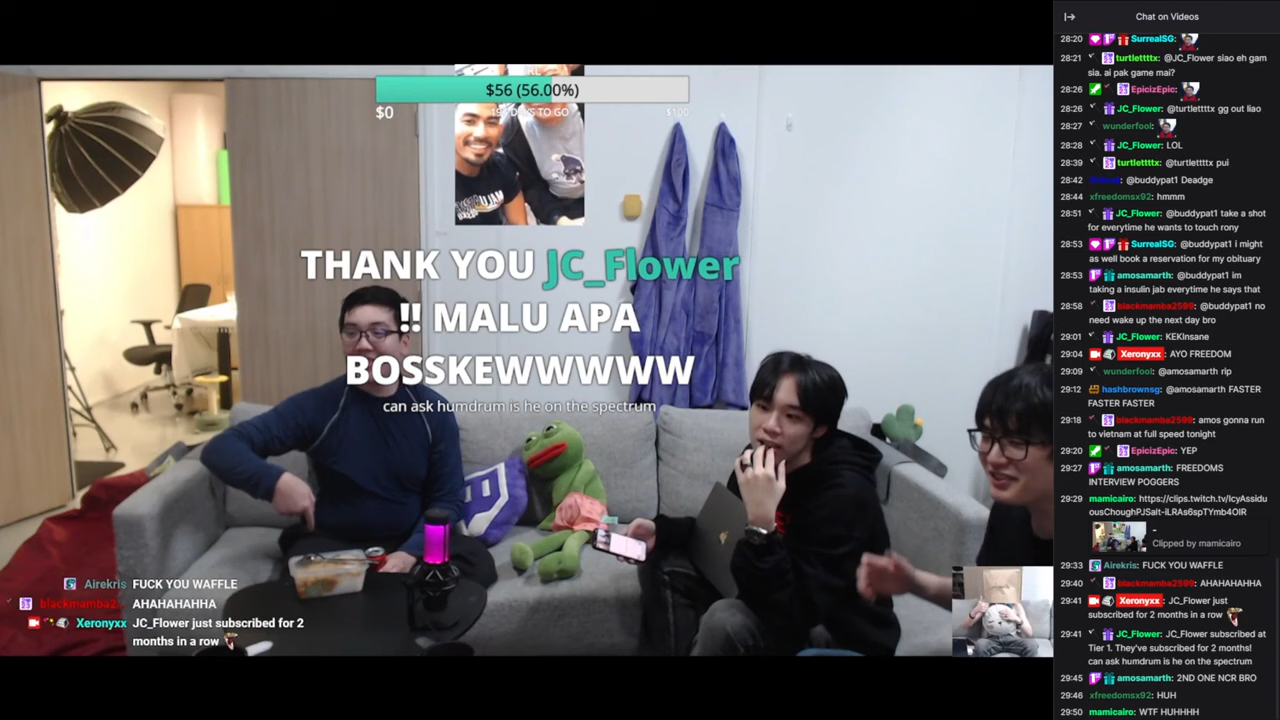 $56 (56.00%)
$0
DAYS TO GO
$100
THANK YOU JC_Flower
!! MALU APA
BOSSKEWWWWW
can ask humdrum is he on the spectrum
Airekris FUCK YOU WAFFLE
blackmamba2... AHAHAHAHHA
Xeronyxx JC_Flower just subscribed for 2
months in a row
Chat on Videos
28:20 SurrealSG:
28:21 turtlettttx: @JC_Flower siao eh gam
sia. ai pak game mai?
28:26 EpicizEpic:
28:26 JC_Flower: @turtlettttx gg out liao
28:27 wunderfool:
28:28 JC_Flower: LOL
28:39 turtlettttx: @turtlettttx pui
28:42 : @buddypat1 Deadge
28:44 xfreedomsx92: hmmm
28:51 JC_Flower: @buddypat1 take a shot
for everytime he wants to touch rony
28:53 SurrealSG: @buddypat1 i might
as well book a reservation for my obituary
28:53 amosamarth: @buddypat1 im
taking a insulin jab everytime he says that
28:58 blackmamba2599: @buddypat1 no
need wake up the next day bro
29:01 JC_Flower: KEKInsane
29:04 Xeronyxx: AYO FREEDOM
29:09 wunderfool: @amosamarth rip
29:12 hashbrownsg: @amosamarth FASTER
FASTER FASTER
29:18 blackmamba2599: amos gonna run
to vietnam at full speed tonight
29:20 EpicizEpic: YEP
29:27 amosamarth: FREEDOMS
INTERVIEW POGGERS
29:29 mamicairo: https://clips.twitch.tv/IcyAssidu
ousChoughPJSalt-iLRAs6spTYmb4OIR
-
Clipped by mamicairo
29:33 Airekris: FUCK YOU WAFFLE
29:40 blackmamba2599: AHAHAHAHHA
29:41 Xeronyxx: JC_Flower just
subscribed for 2 months in a row
29:41 JC_Flower: JC_Flower subscribed at
Tier 1. They've subscribed for 2 months!
can ask humdrum is he on the spectrum
29:45 amosamarth: 2ND ONE NCR BRO
29:46 xfreedomsx92: HUH
29:50 mamicairo: WTF HUHHHH